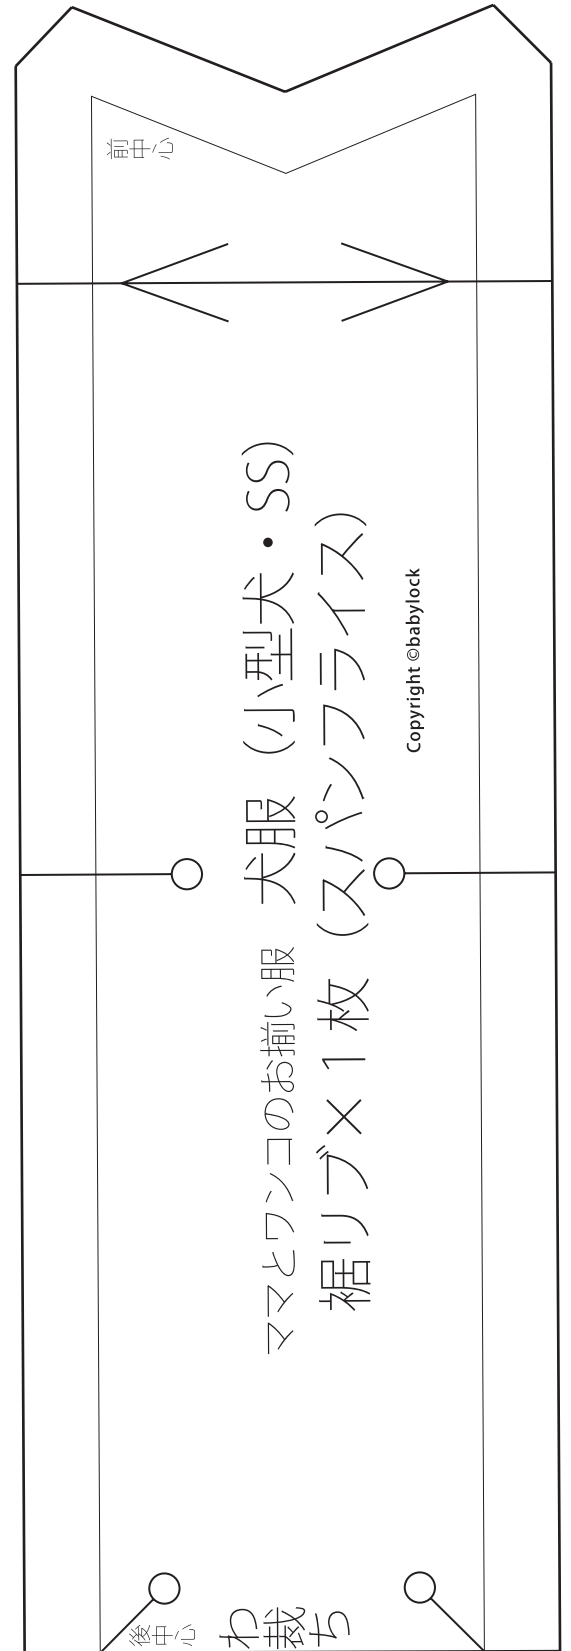 前中心
ママとワンコのお揃い服 犬服（小型犬・SS）
裾リブ×１枚（スパンフライス）
Copyright ©babylock
後中心
わ裁ち